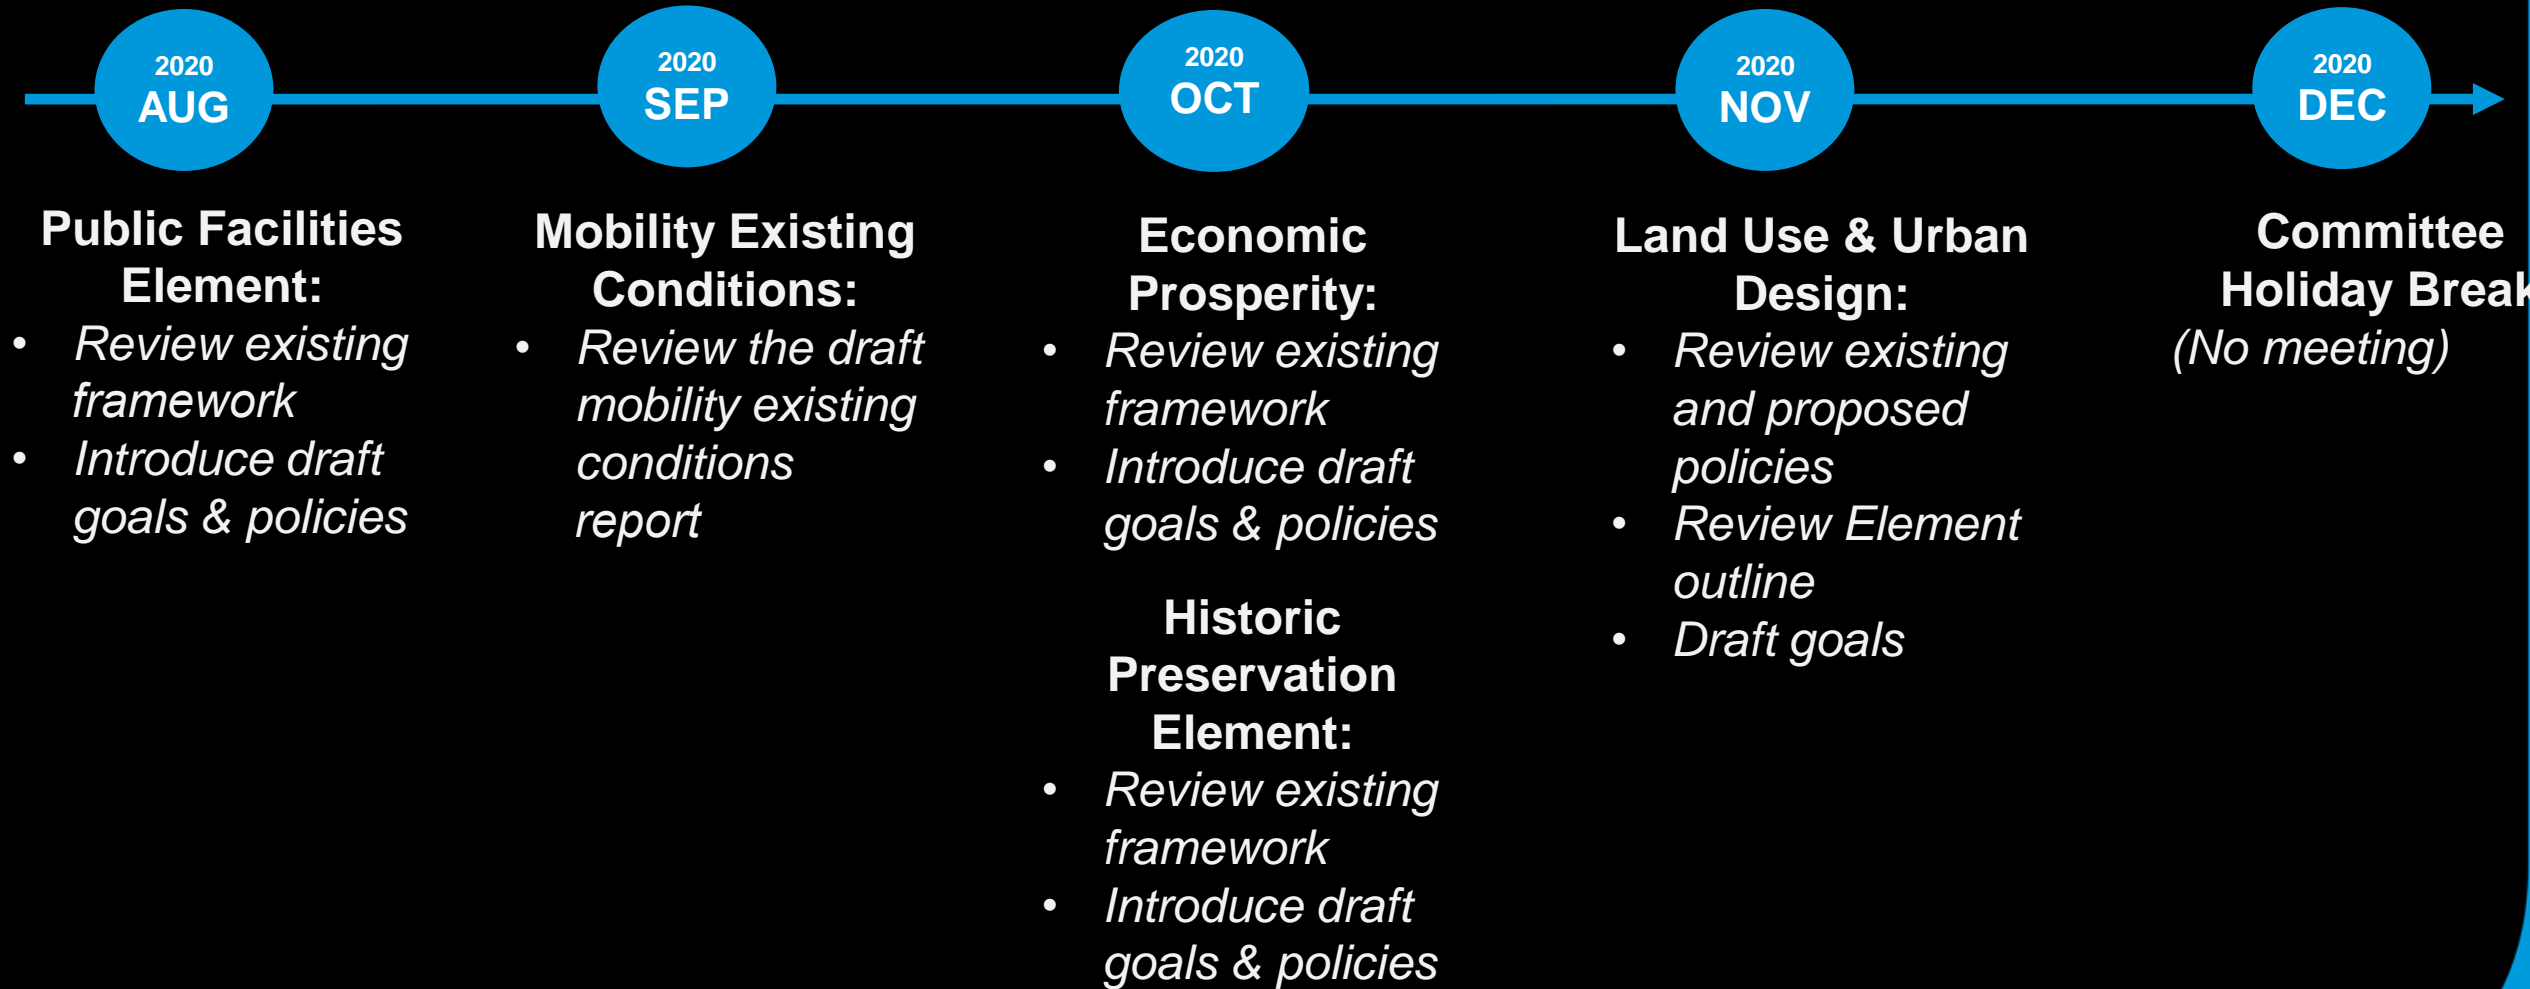 2020
AUG
2020
SEP
2020
OCT
2020
NOV
2020
DEC
Public Facilities
Element:
• Review existing
framework
• Introduce draft
goals & policies
Mobility Existing
Conditions:
• Review the draft
mobility existing
conditions
report
Economic
Prosperity:
• Review existing
framework
• Introduce draft
goals & policies
Historic
Preservation
Element:
• Review existing
framework
• Introduce draft
goals & policies
Land Use & Urban
Design:
• Review existing
and proposed
policies
• Review Element
outline
• Draft goals
Committee
Holiday Break
(No meeting)